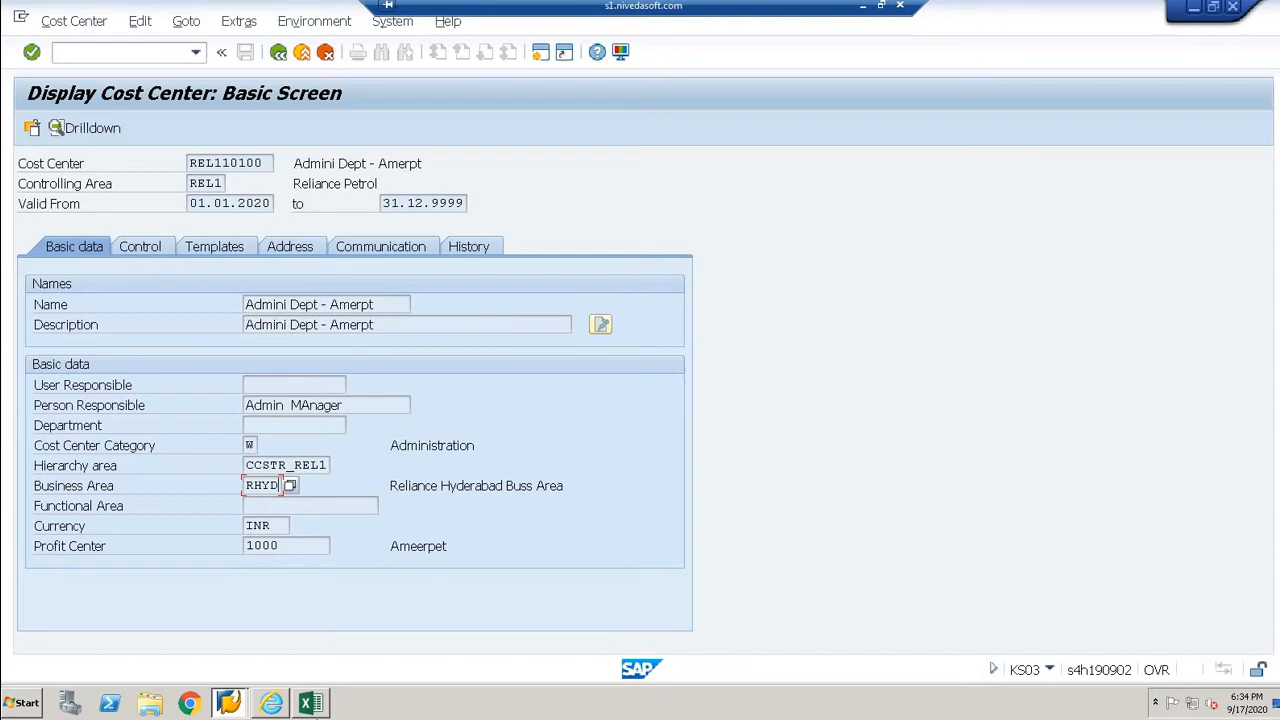 s1.nivedasoft.com
Cost Center Edit Goto Extras Environment System Help
Display Cost Center: Basic Screen
Drilldown
Cost Center REL110100 Admini Dept - Amerpt
Controlling Area REL1 Reliance Petrol
Valid From 01.01.2020 to 31.12.9999
Basic data Control Templates Address Communication History
Names
Name Admini Dept - Amerpt
Description Admini Dept - Amerpt
Basic data
User Responsible
Person Responsible Admin MAnager
Department
Cost Center Category W Administration
Hierarchy area CCSTR_REL1
Business Area RHYD Reliance Hyderabad Buss Area
Functional Area
Currency INR
Profit Center 1000 Ameerpet
SAP KS03 s4h190902 OVR
Start 6:34 PM
9/17/2020